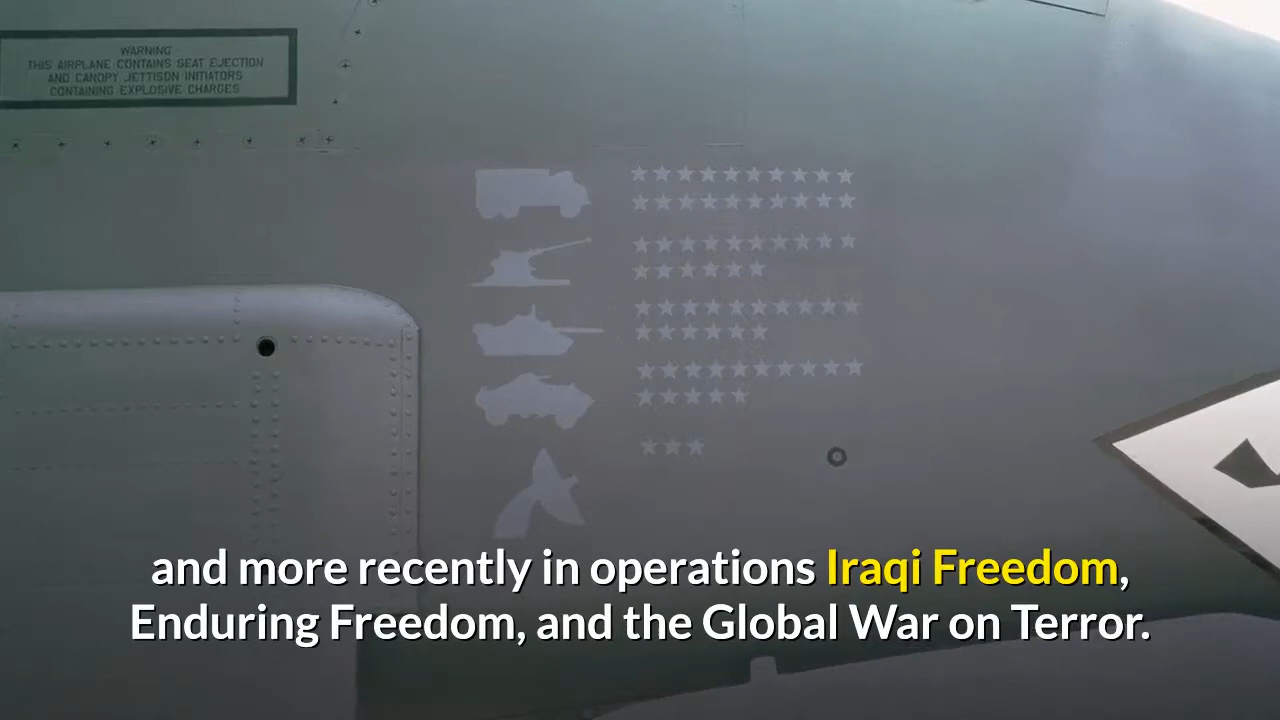 WARNING
THIS AIRPLANE CONTAINS SEAT EJECTION
AND CANOPY JETTISON INITIATORS
CONTAINING EXPLOSIVE CHARGES
and more recently in operations Iraqi Freedom,
Enduring Freedom, and the Global War on Terror.